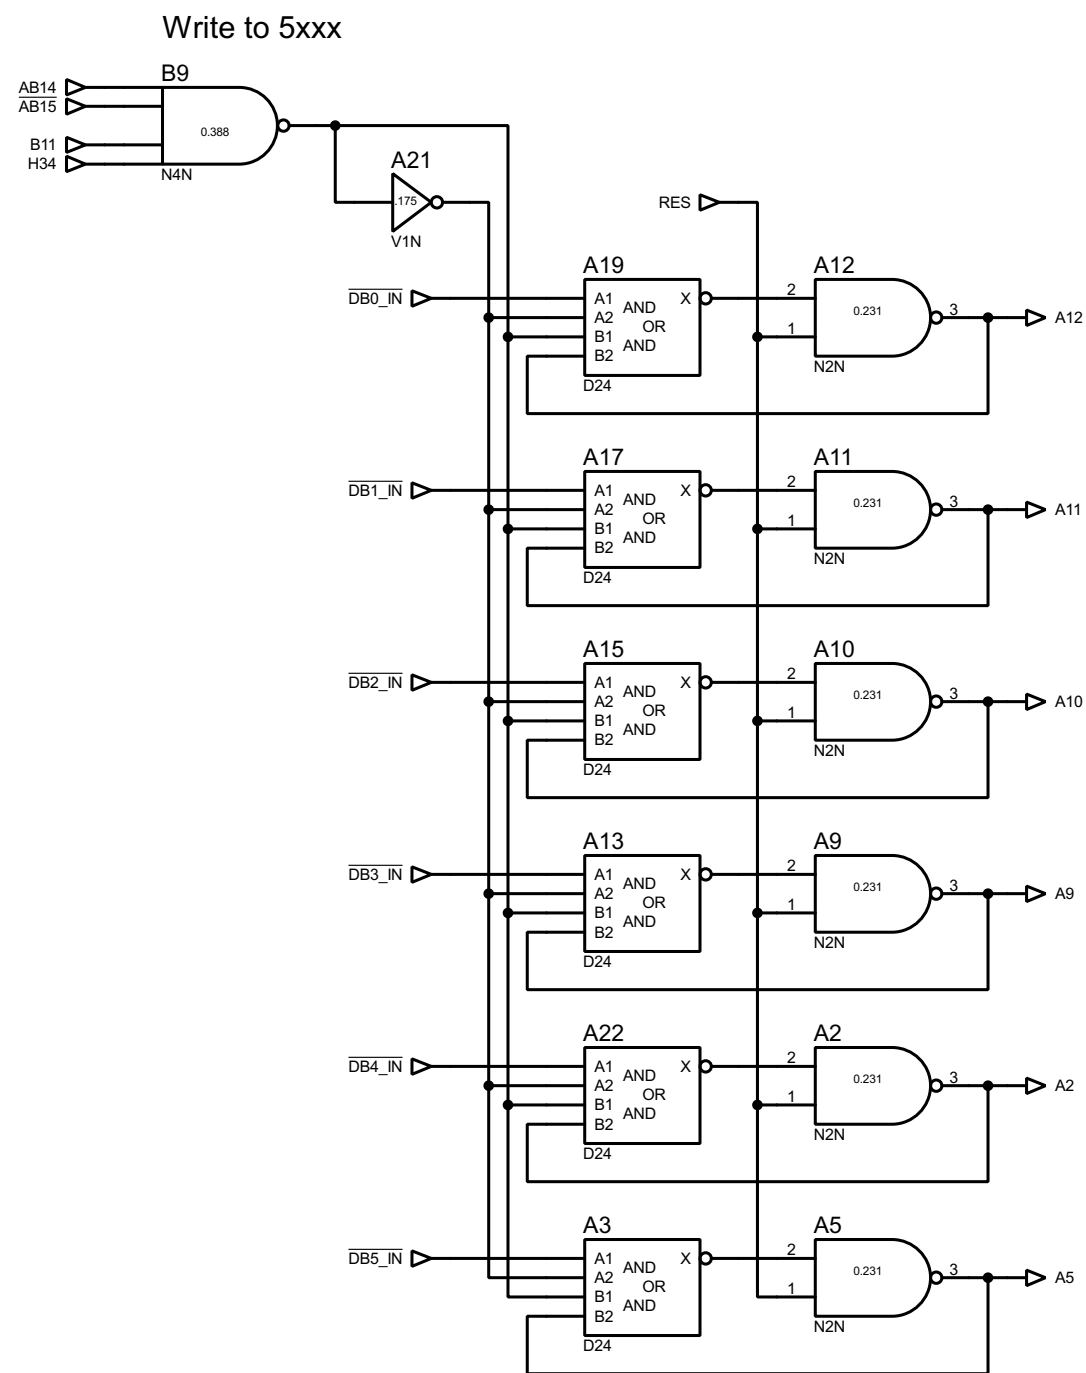 Write to 5xxx
B9
AB14
AB15
0.388
B11
H34
N4N
A21
.175
V1N
RES
A19 A12
DB0_IN A1 AND X 2 0.231 3 A12
A2 OR
B1 AND 1
B2 N2N
D24
A17 A11
DB1_IN A1 AND X 2 0.231 3 A11
A2 OR
B1 AND 1
B2 N2N
D24
A15 A10
DB2_IN A1 AND X 2 0.231 3 A10
A2 OR
B1 AND 1
B2 N2N
D24
A13 A9
DB3_IN A1 AND X 2 0.231 3 A9
A2 OR
B1 AND 1
B2 N2N
D24
A22 A2
DB4_IN A1 AND X 2 0.231 3 A2
A2 OR
B1 AND 1
B2 N2N
D24
A3 A5
DB5_IN A1 AND X 2 0.231 3 A5
A2 OR
B1 AND 1
B2 N2N
D24